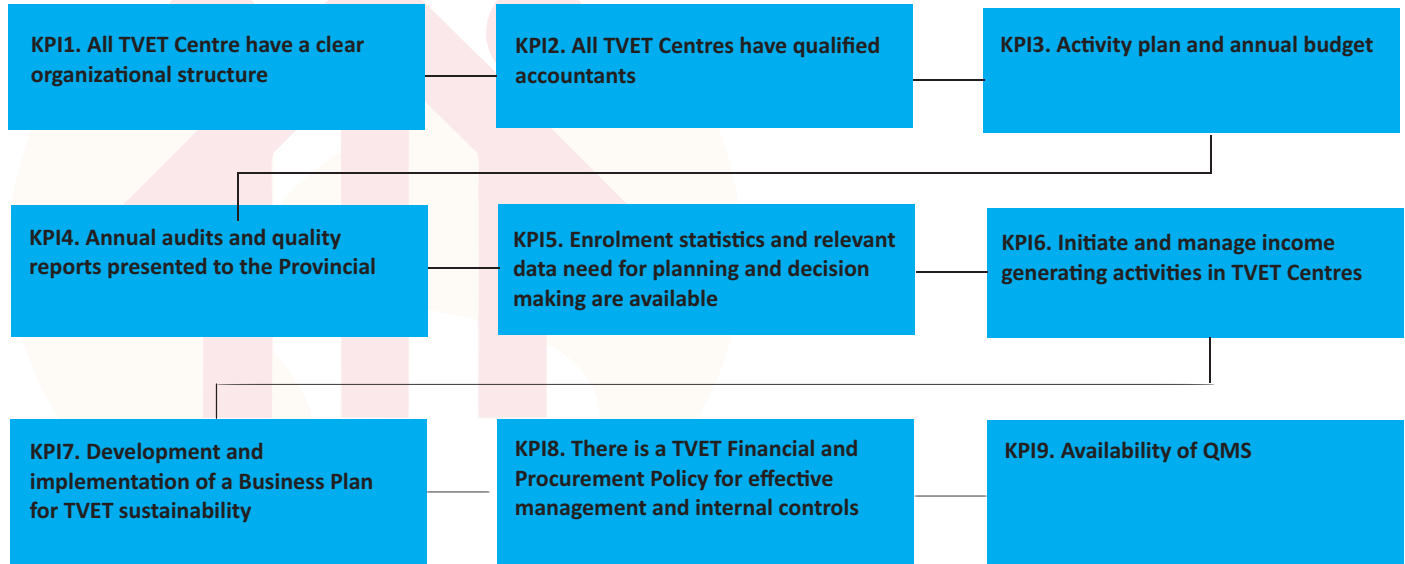 KPI1. All TVET Centre have a clear
organizational structure
KPI2. All TVET Centres have qualified
accountants
KPI3. Activity plan and annual budget
KPI4. Annual audits and quality
reports presented to the Provincial
KPI5. Enrolment statistics and relevant
data need for planning and decision
making are available
KPI6. Initiate and manage income
generating activities in TVET Centres
KPI7. Development and
implementation of a Business Plan
for TVET sustainability
KPI8. There is a TVET Financial and
Procurement Policy for effective
management and internal controls
KPI9. Availability of QMS